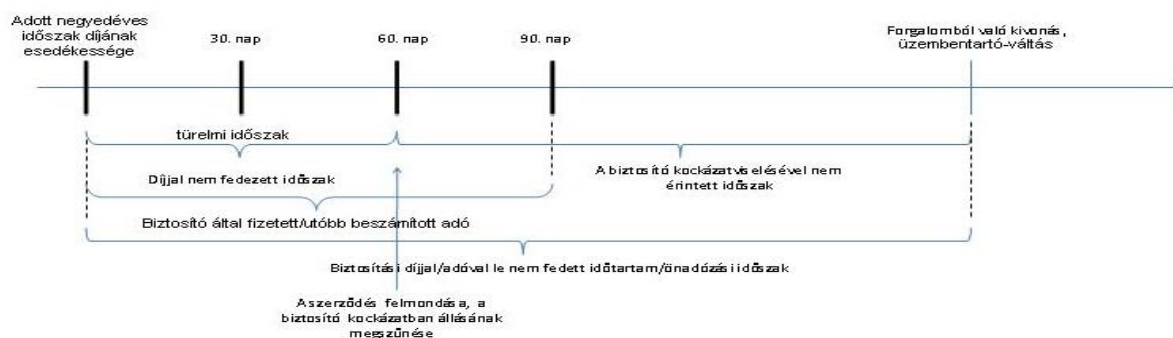 Adott negyedéves
időszak díjának
esedékessége
30. nap
60. nap
90. nap
Forgalomból való kivonás,
üzembentartó-váltás
türelmi időszak
Díjjal nem fedezett időszak
A biztosító kockázatviselésével nem
érintett időszak
Biztosító által fizetett/utóbb beszámított adó
Biztosítási díjjal/adóval le nem fedett időtartam/önadózási időszak
A szerződés felmondása, a
biztosító kockázatban állásának
megszűnése